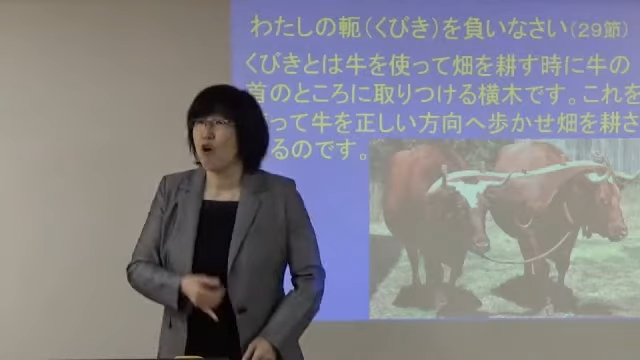 わたしの軛(くびき)を負いなさい(29節)
くびきとは牛を使って畑を耕す時に牛の
首のところに取りつける横木です。これを
って牛を正しい方向へ歩かせ畑を耕さ
るのです。